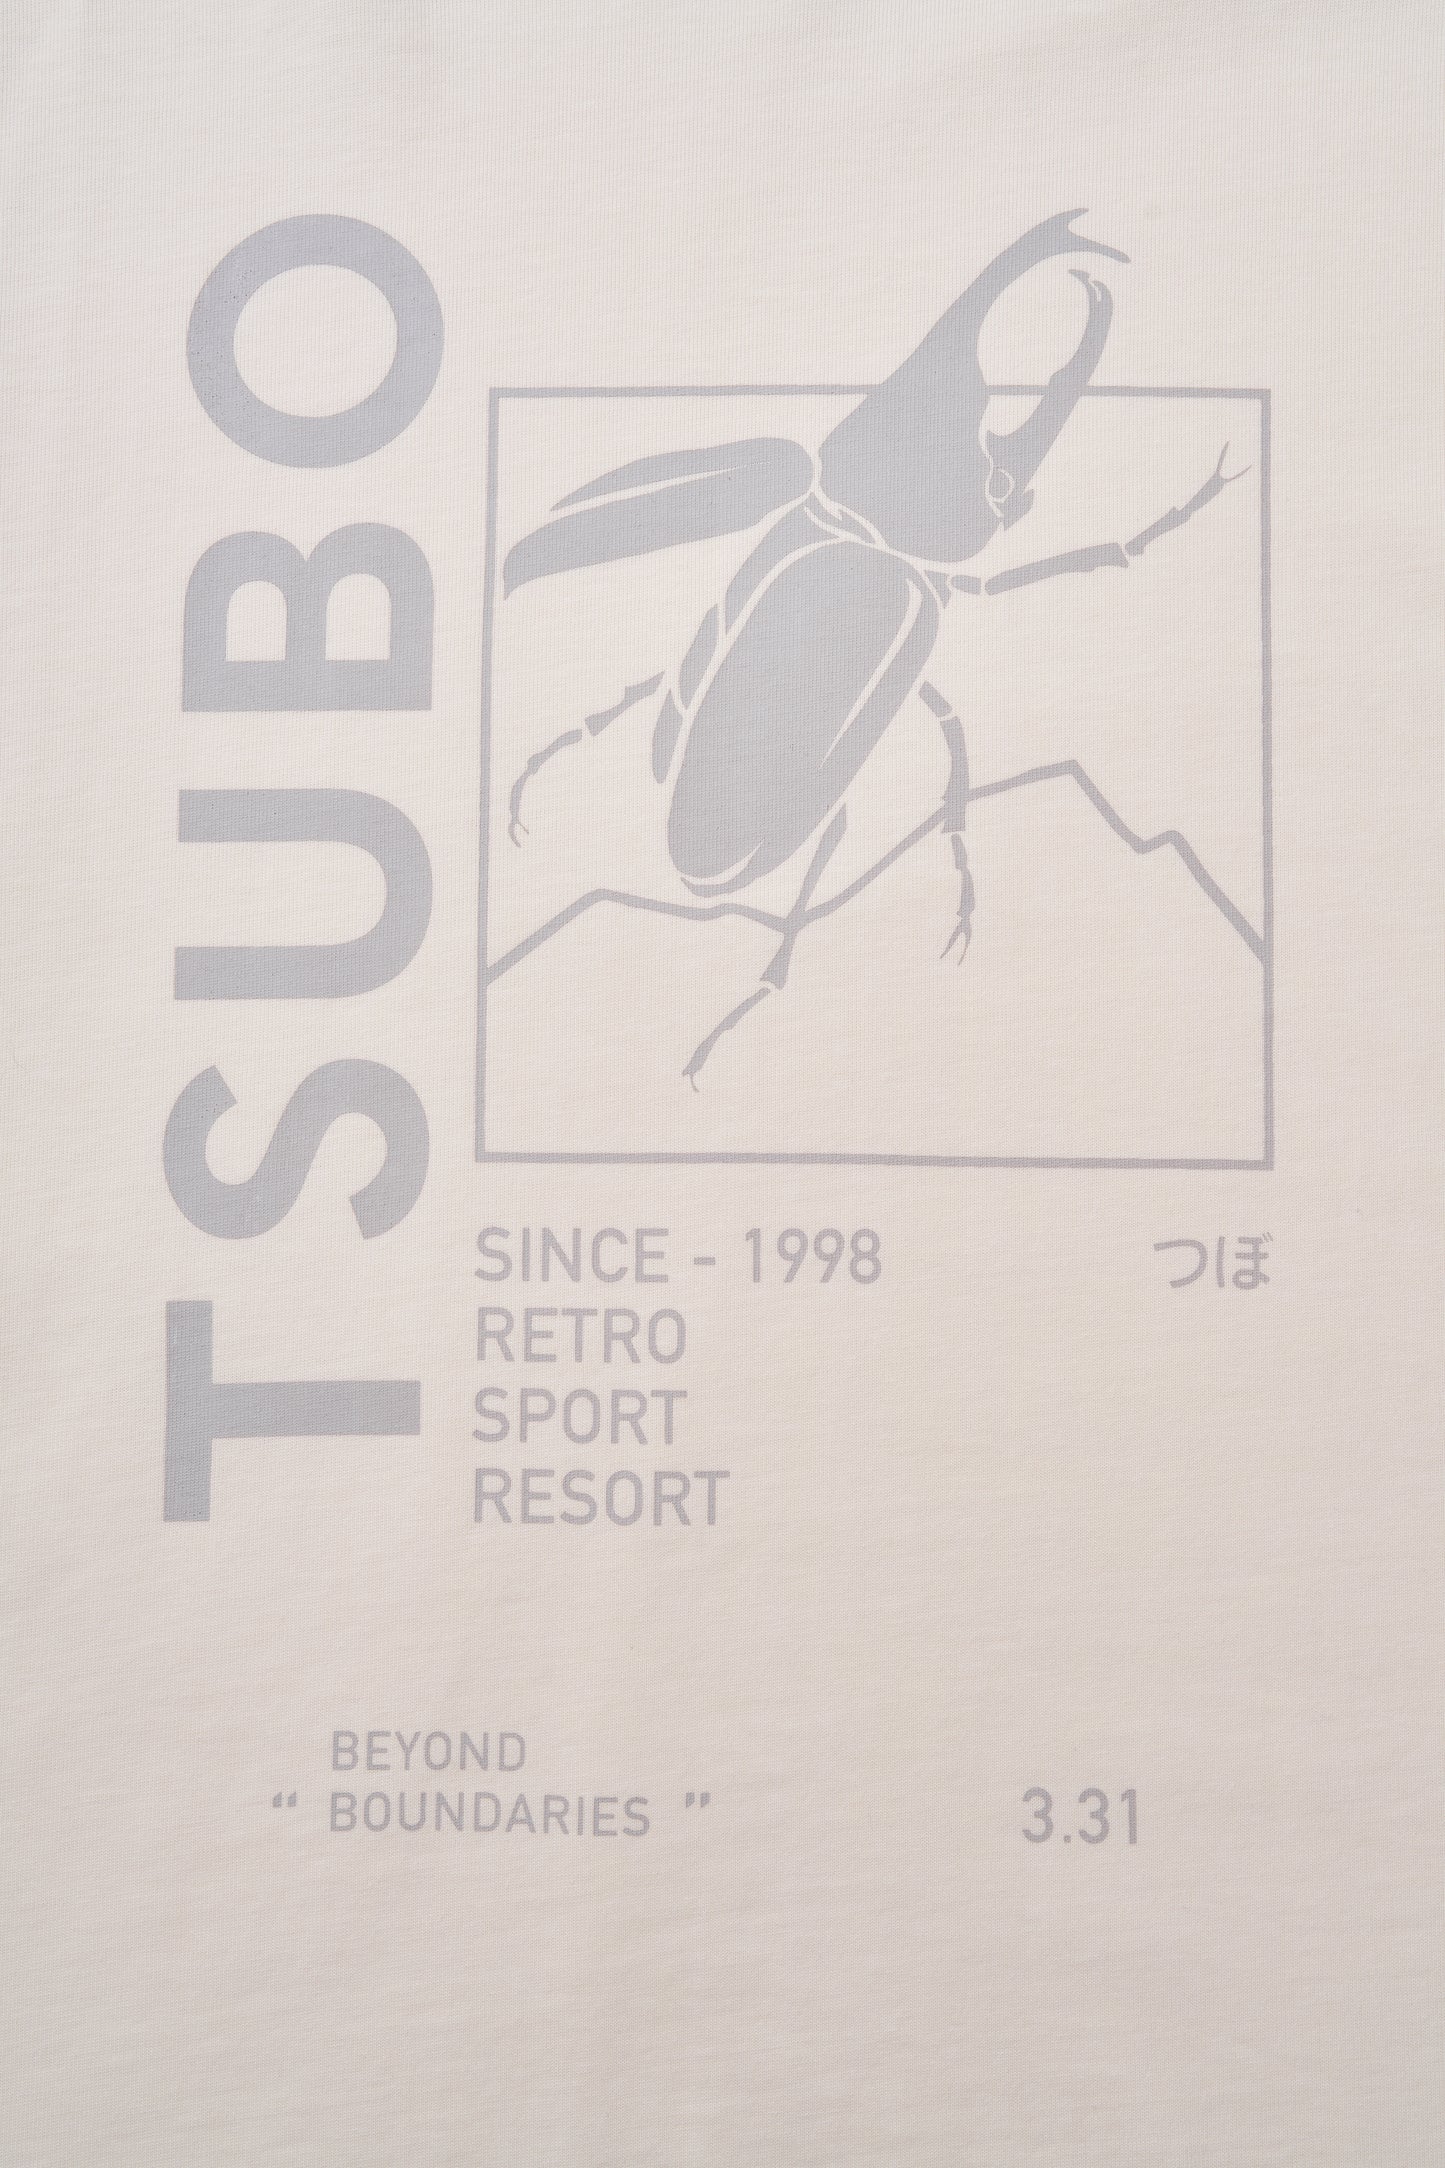 TSUBO
SINCE - 1998
つぼ
RETRO
SPORT
RESORT
BEYOND
“ BOUNDARIES ”
3.31